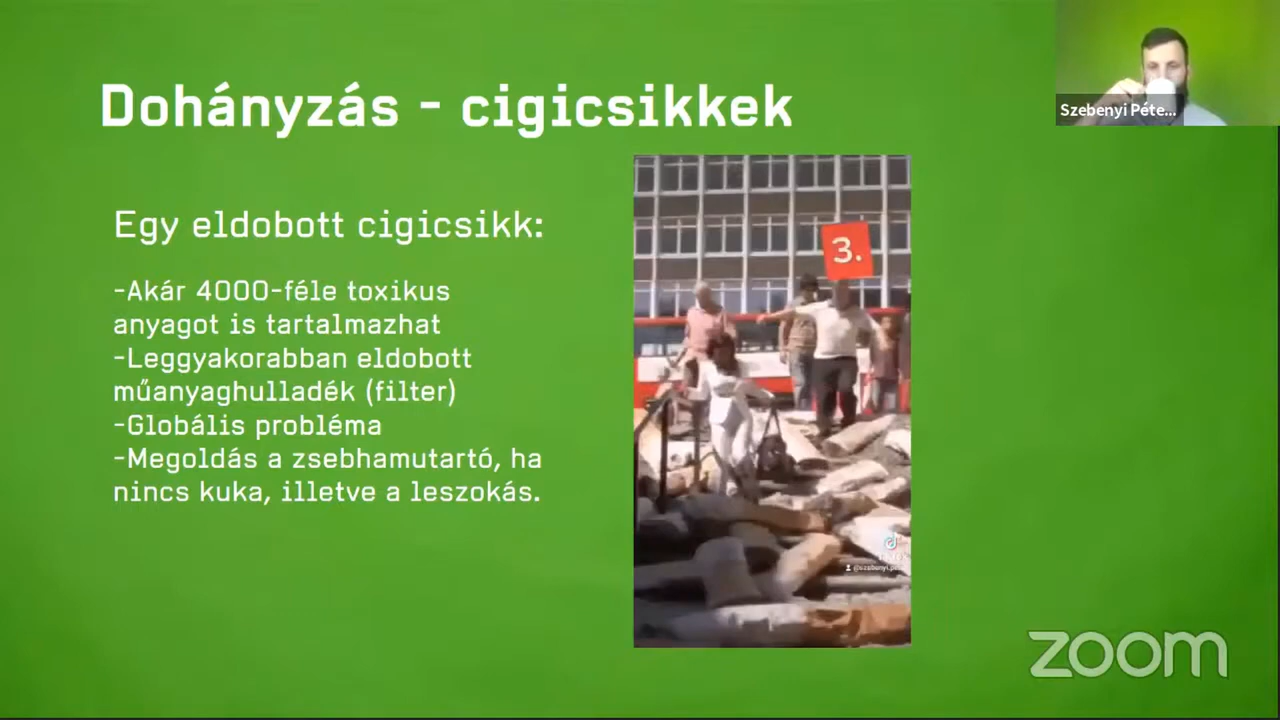 Dohányzás - cigicsikkek
Szebenyi Péte...
Egy eldobott cigicsikk:
-Akár 4000-féle toxikus
anyagot is tartalmazhat
-Leggyakorabban eldobott
műanyaghulladék (filter)
-Globális probléma
-Megoldás a zsebhamutartó, ha
nincs kuka, illetve a leszokás.
3.
zoom